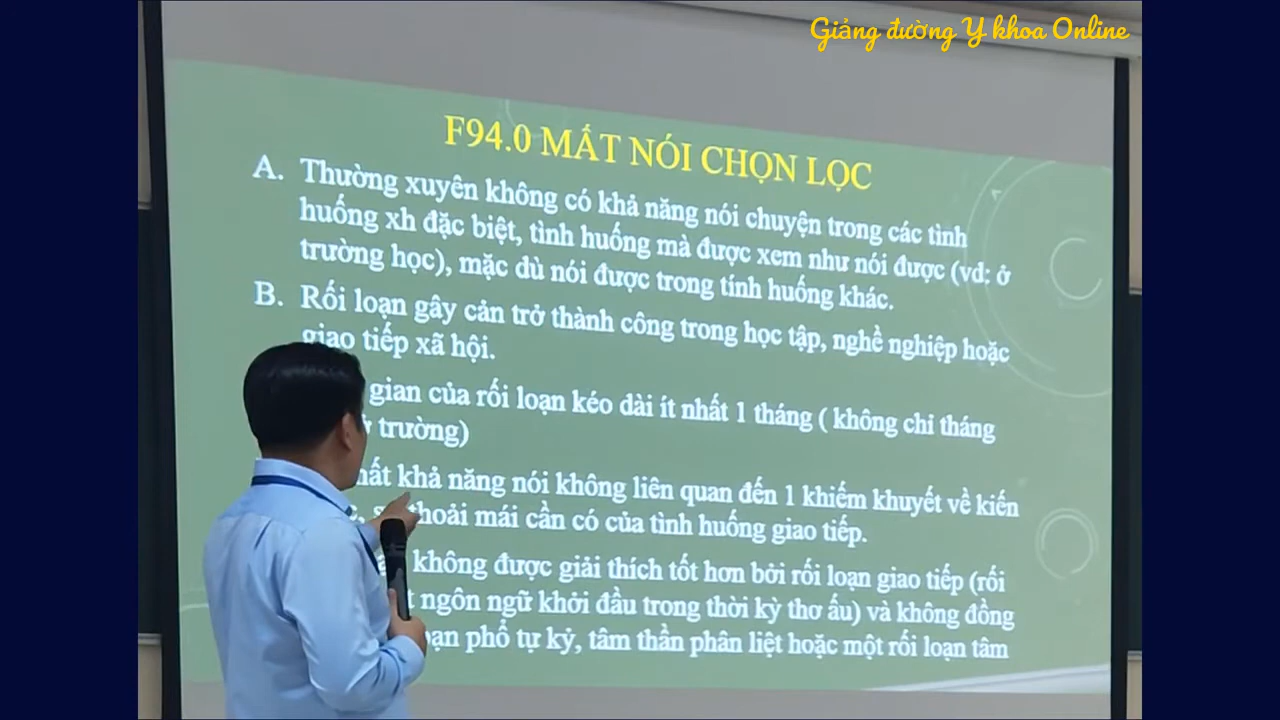 Giảng đường Y khoa Online
F94.0 MẤT NÓI CHỌN LỌC
A. Thường xuyên không có khả năng nói chuyện trong các tình
huống xh đặc biệt, tình huống mà được xem như nói được (vd: ở
trường học), mặc dù nói được trong tính huống khác.
B. Rối loạn gây cản trở thành công trong học tập, nghề nghiệp hoặc
giao tiếp xã hội.
gian của rối loạn kéo dài ít nhất 1 tháng ( không chỉ tháng
trường)
khả năng nói không liên quan đến 1 khiếm khuyết về kiến
thoải mái cần có của tình huống giao tiếp.
không được giải thích tốt hơn bởi rối loạn giao tiếp (rối
ngôn ngữ khởi đầu trong thời kỳ thơ ấu) và không đồng
phổ tự kỷ, tâm thần phân liệt hoặc một rối loạn tâm